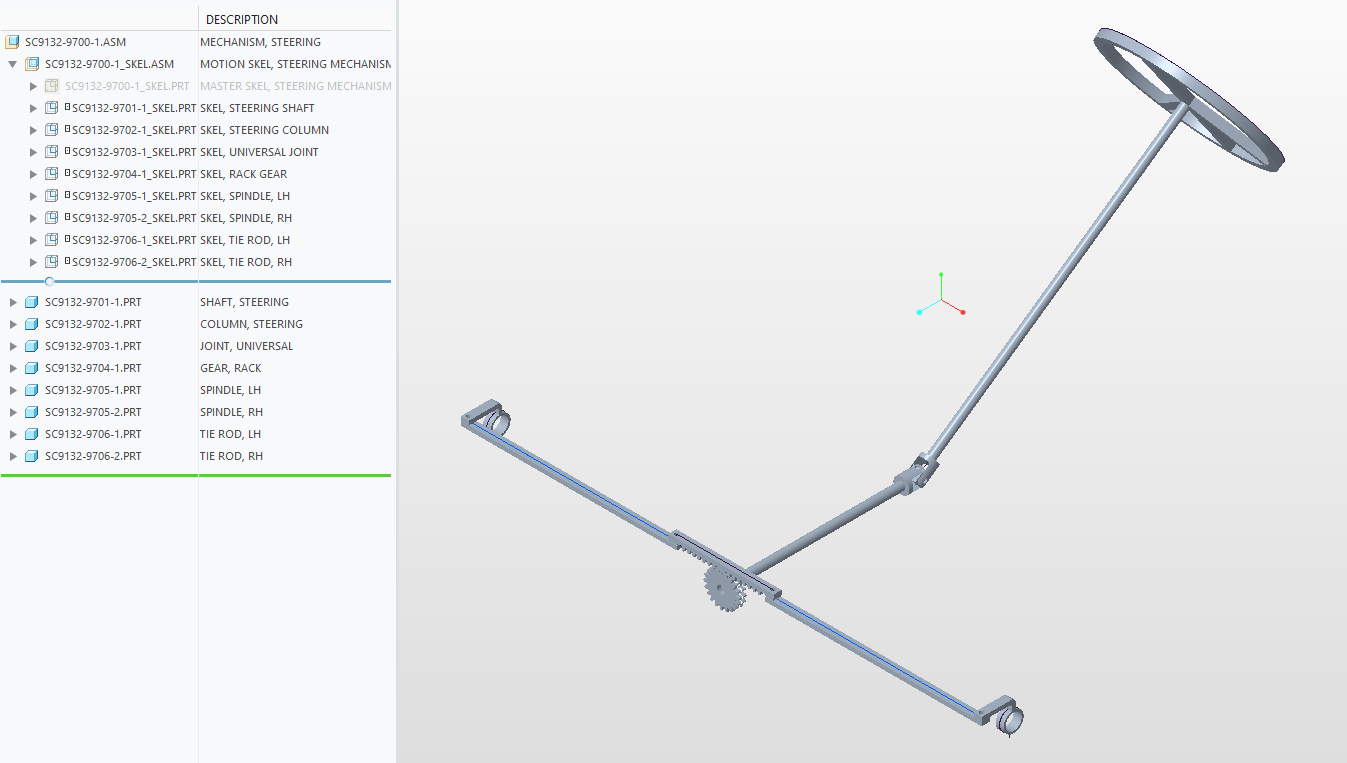 DESCRIPTION
SC9132-9700-1.ASM MECHANISM, STEERING
SC9132-9700-1_SKEL.ASM MOTION SKEL, STEERING MECHANISM
SC9132-9700-1_SKEL.PRT MASTER SKEL, STEERING MECHANISM
SC9132-9701-1_SKEL.PRT SKEL, STEERING SHAFT
SC9132-9702-1_SKEL.PRT SKEL, STEERING COLUMN
SC9132-9703-1_SKEL.PRT SKEL, UNIVERSAL JOINT
SC9132-9704-1_SKEL.PRT SKEL, RACK GEAR
SC9132-9705-1_SKEL.PRT SKEL, SPINDLE, LH
SC9132-9705-2_SKEL.PRT SKEL, SPINDLE, RH
SC9132-9706-1_SKEL.PRT SKEL, TIE ROD, LH
SC9132-9706-2_SKEL.PRT SKEL, TIE ROD, RH
SC9132-9701-1.PRT SHAFT, STEERING
SC9132-9702-1.PRT COLUMN, STEERING
SC9132-9703-1.PRT JOINT, UNIVERSAL
SC9132-9704-1.PRT GEAR, RACK
SC9132-9705-1.PRT SPINDLE, LH
SC9132-9705-2.PRT SPINDLE, RH
SC9132-9706-1.PRT TIE ROD, LH
SC9132-9706-2.PRT TIE ROD, RH